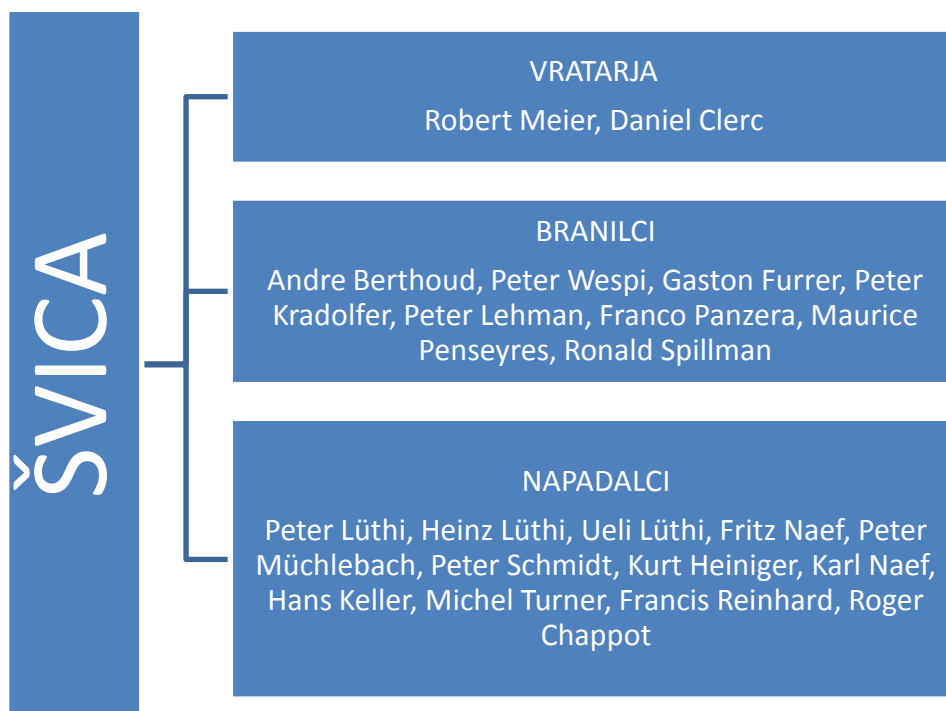 ŠVICA
VRATARJA
Robert Meier, Daniel Clerc
BRANILCI
Andre Berthoud, Peter Wespi, Gaston Furrer, Peter
Kradolfer, Peter Lehman, Franco Panzera, Maurice
Penseyres, Ronald Spillman
NAPADALCI
Peter Lüthi, Heinz Lüthi, Ueli Lüthi, Fritz Naef, Peter
Müchlebach, Peter Schmidt, Kurt Heiniger, Karl Naef,
Hans Keller, Michel Turner, Francis Reinhard, Roger
Chappot